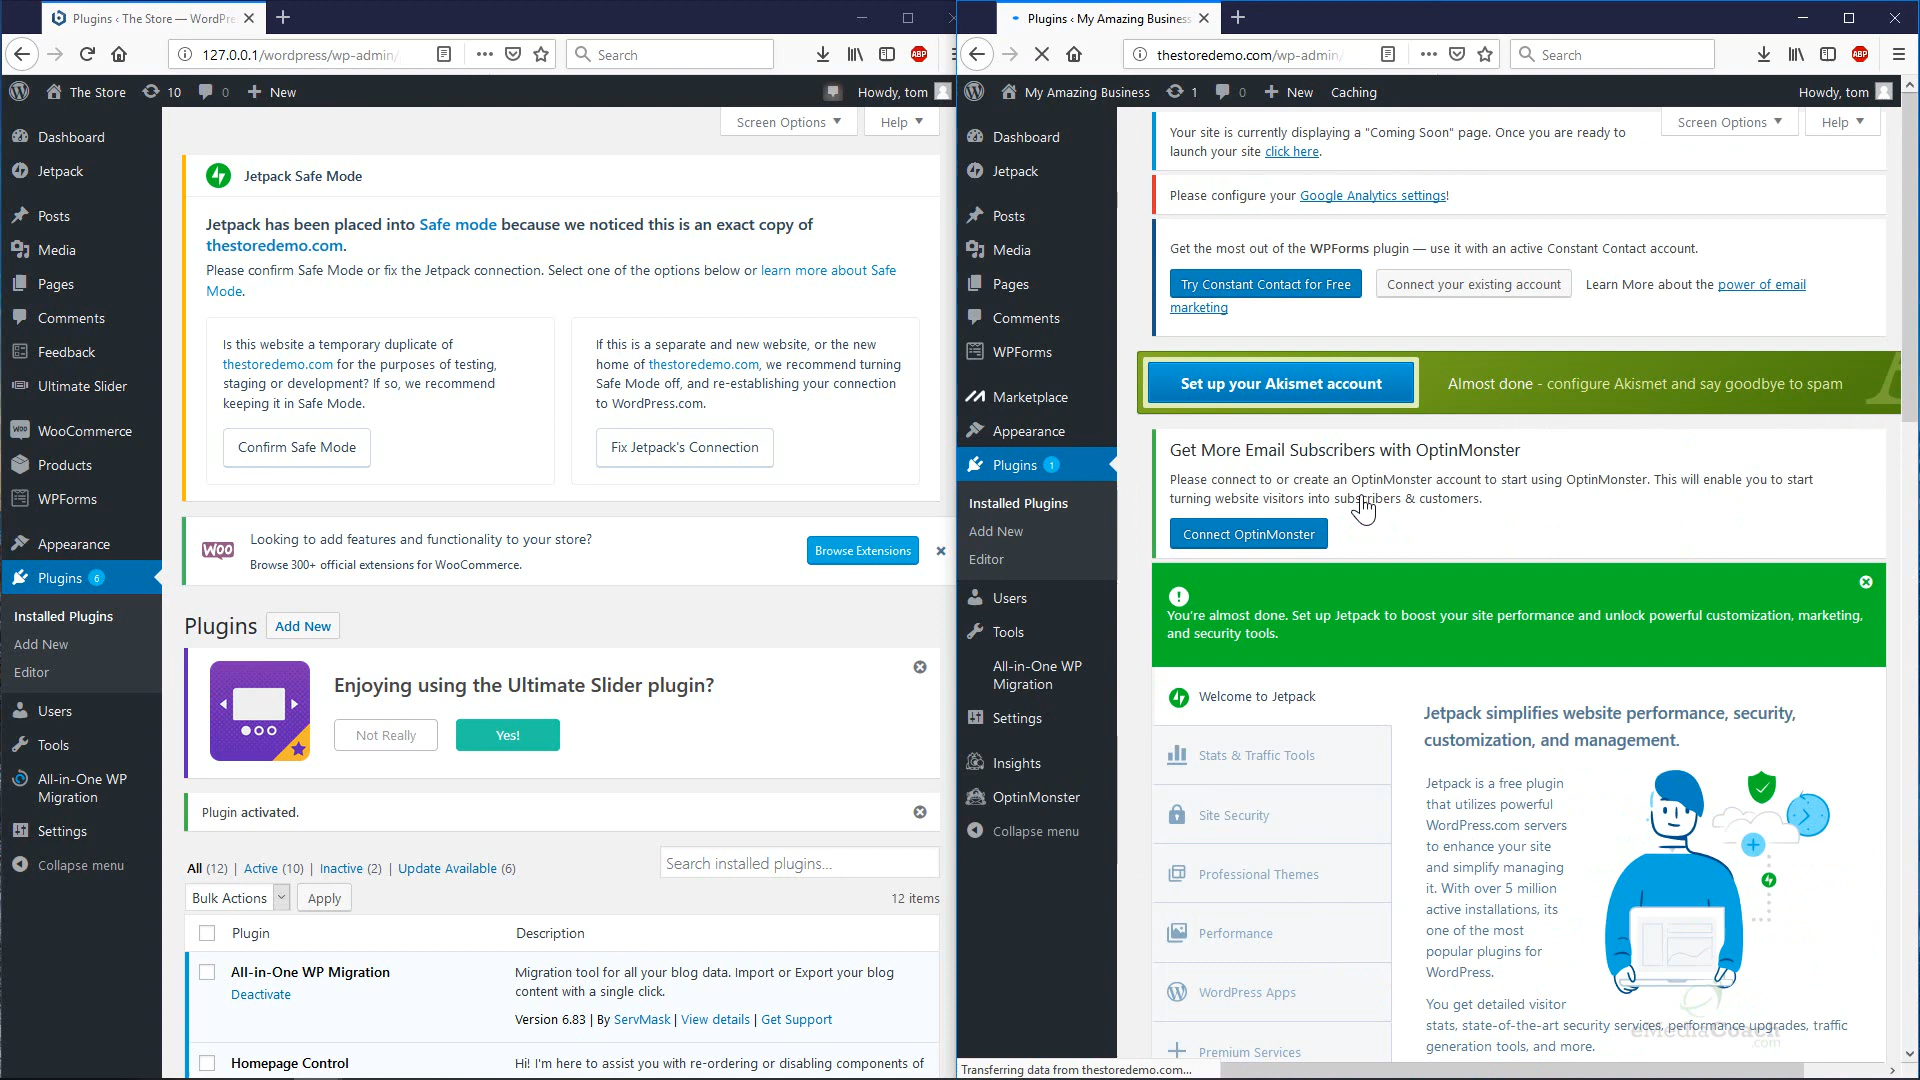 Plugins ‹ The Store — WordPre
127.0.0.1/wordpress/wp-admin/
Search
The Store
10
0
New
Howdy, tom
Dashboard
Jetpack
Posts
Media
Pages
Comments
Feedback
Ultimate Slider
WooCommerce
Products
WPForms
Appearance
Plugins 6
Installed Plugins
Add New
Editor
Users
Tools
All-in-One WP
Migration
Settings
Collapse menu
Screen Options
Help
Jetpack Safe Mode
Jetpack has been placed into Safe mode because we noticed this is an exact copy of
thestoredemo.com.
Please confirm Safe Mode or fix the Jetpack connection. Select one of the options below or learn more about Safe
Mode.
Is this website a temporary duplicate of
thestoredemo.com for the purposes of testing,
staging or development? If so, we recommend
keeping it in Safe Mode.
Confirm Safe Mode
If this is a separate and new website, or the new
home of thestoredemo.com, we recommend turning
Safe Mode off, and re-establishing your connection
to WordPress.com.
Fix Jetpack's Connection
WOO
Looking to add features and functionality to your store?
Browse 300+ official extensions for WooCommerce.
Browse Extensions
Plugins
Add New
Enjoying using the Ultimate Slider plugin?
Not Really
Yes!
Plugin activated.
All (12) | Active (10) | Inactive (2) | Update Available (6)
Search installed plugins...
Bulk Actions
Apply
12 items
Plugin
Description
All-in-One WP Migration
Deactivate
Migration tool for all your blog data. Import or Export your blog
content with a single click.
Version 6.83 | By ServMask | View details | Get Support
Homepage Control
Hi! I'm here to assist you with re-ordering or disabling components of
Plugins ‹ My Amazing Business
thestoredemo.com/wp-admin/
Search
ABP
My Amazing Business
1
0
New
Caching
Howdy, tom
Dashboard
Jetpack
Posts
Media
Pages
Comments
WPForms
Marketplace
Appearance
Plugins 1
Installed Plugins
Add New
Editor
Users
Tools
All-in-One WP
Migration
Settings
Insights
OptinMonster
Collapse menu
Screen Options
Help
Your site is currently displaying a "Coming Soon" page. Once you are ready to
launch your site click here.
Please configure your Google Analytics settings!
Get the most out of the WPForms plugin — use it with an active Constant Contact account.
Try Constant Contact for Free
Connect your existing account
Learn More about the power of email
marketing
Set up your Akismet account
Almost done - configure Akismet and say goodbye to spam
Get More Email Subscribers with OptinMonster
Please connect to or create an OptinMonster account to start using OptinMonster. This will enable you to start
turning website visitors into subscribers & customers.
Connect OptinMonster
You're almost done. Set up Jetpack to boost your site performance and unlock powerful customization, marketing,
and security tools.
Welcome to Jetpack
Stats & Traffic Tools
Site Security
Professional Themes
Performance
WordPress Apps
Premium Services
Jetpack simplifies website performance, security,
customization, and management.
Jetpack is a free plugin
that utilizes powerful
WordPress.com servers
to enhance your site
and simplify managing
it. With over 5 million
active installations, its
one of the most
popular plugins for
WordPress.
You get detailed visitor
stats, state-of-the-art security services, performance upgrades, traffic
generation tools, and more.
eMediaCoach
.com
Transferring data from thestoredemo.com...